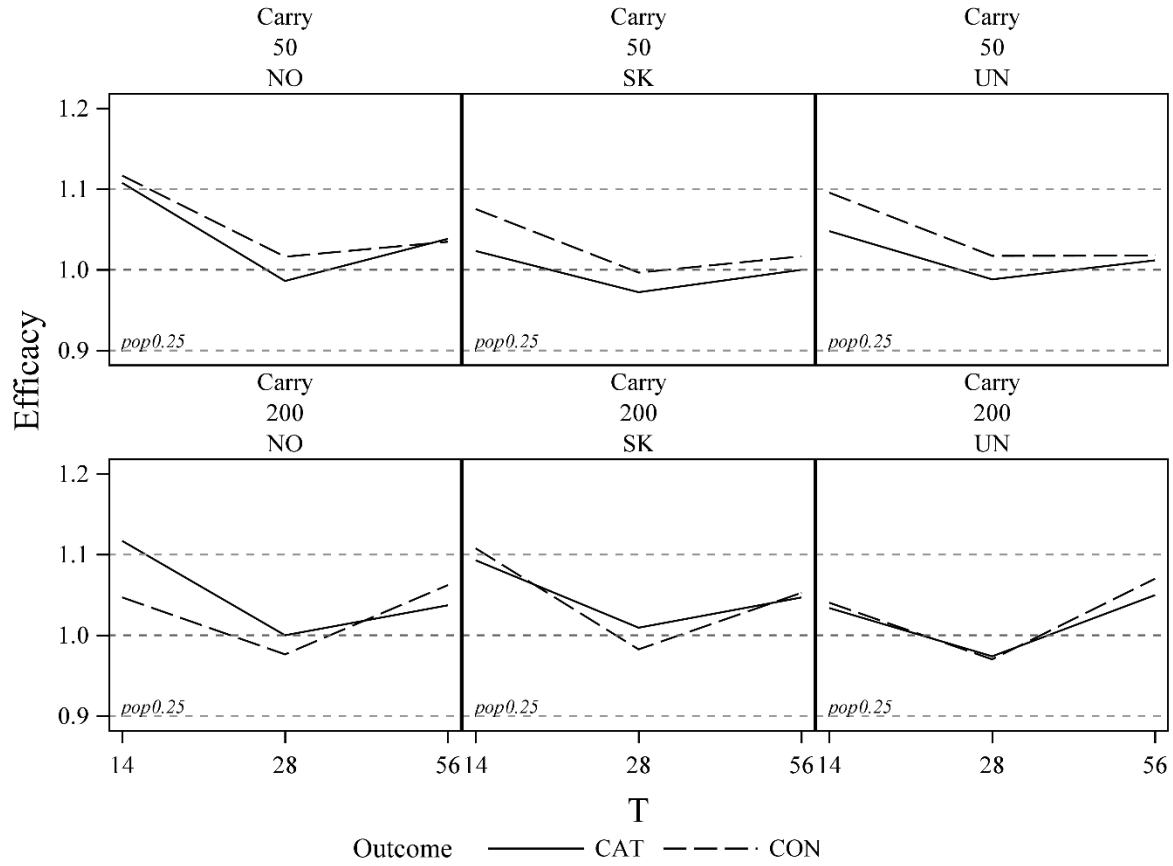 Carry Carry Carry
50 50 50
NO SK UN
1.2
1.1
1.0
0.9
pop0.25 pop0.25 pop0.25
Efficacy
Carry Carry Carry
200 200 200
NO SK UN
1.2
1.1
1.0
0.9
pop0.25 pop0.25 pop0.25
14 28 56 14 28 56 14 28 56
T
Outcome CAT CON